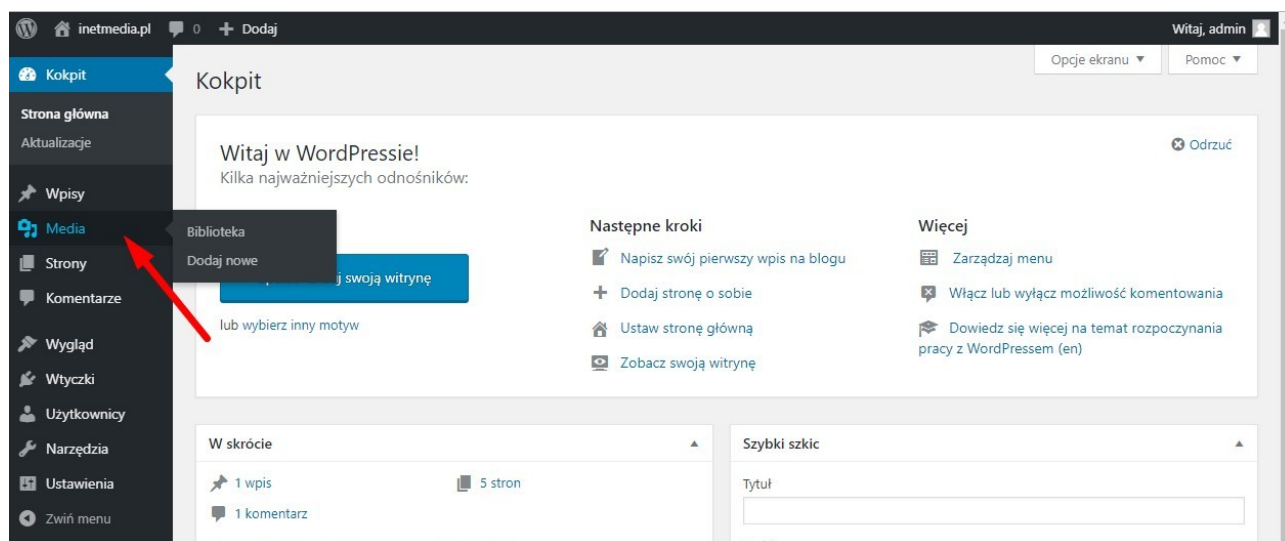 inetmedia.pl 0 + Dodaj Witaj, admin
Opcje ekranu Pomoc
Kokpit
Strona główna
Aktualizacje
Wpisy
Media
Biblioteka
Dodaj nowe
Strony
Komentarze
Wygląd
Wtyczki
Użytkownicy
Narzędzia
Ustawienia
Zwiń menu
Kokpit
Witaj w WordPressie!
Kilka najważniejszych odnośników:
Odrzuć
swoją witrynę
lub wybierz inny motyw
Następne kroki
Napisz swój pierwszy wpis na blogu
Dodaj stronę o sobie
Ustaw stronę główną
Zobacz swoją witrynę
Więcej
Zarządzaj menu
Włącz lub wyłącz możliwość komentowania
Dowiedz się więcej na temat rozpoczynania
pracy z WordPressem (en)
W skrócie
1 wpis 5 stron
1 komentarz
Szybki szkic
Tytuł